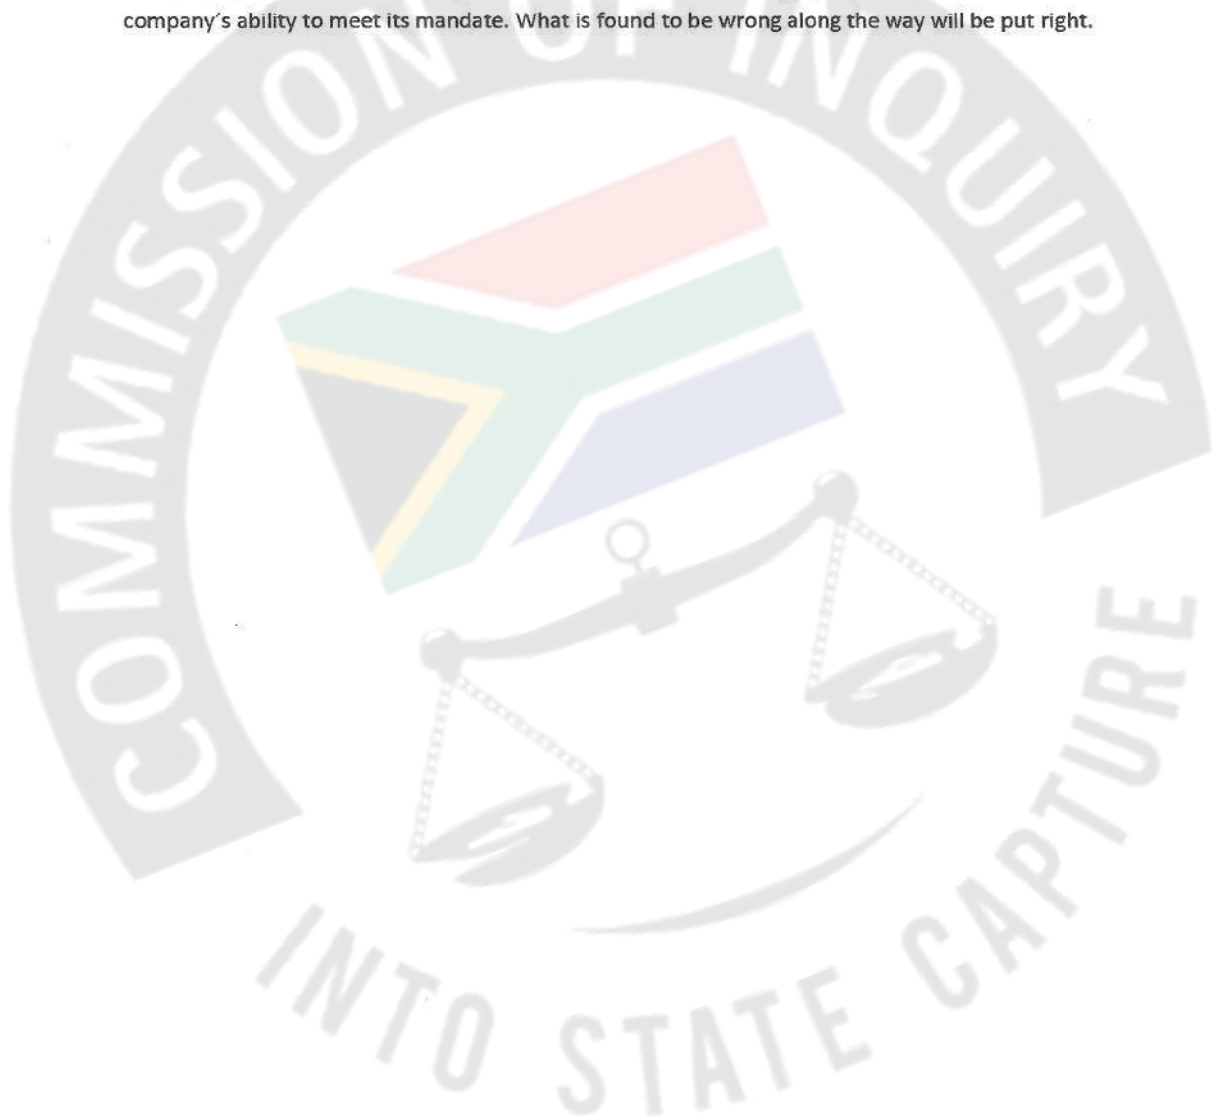 company's ability to meet its mandate. What is found to be wrong along the way will be put right.
COMMISSION OF INQUIRY
INTO STATE CAPTURE